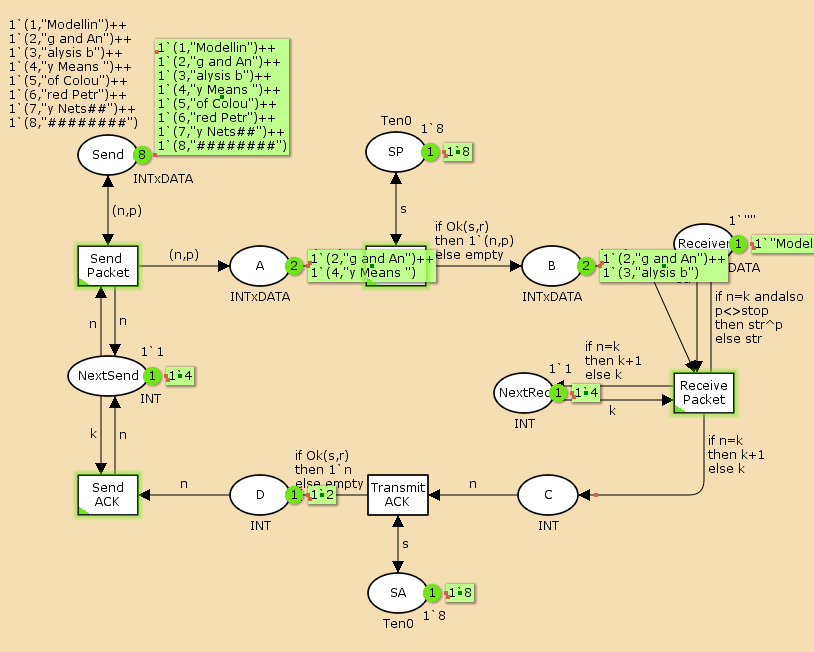 1`(1,"Modellin")++
1`(2,"g and An")++
1`(3,"alysis b")++
1`(4,"y Means ")++
1`(5,"of Colou")++
1`(6,"red Petr")++
1`(7,"y Nets##")++
1`(8,"########")
1`(1,"Modellin")++
1`(2,"g and An")++
1`(3,"alysis b")++
1`(4,"y Means ")++
1`(5,"of Colou")++
1`(6,"red Petr")++
1`(7,"y Nets##")++
1`(8,"########")
Send
8
INTxDATA
Ten0
1`8
SP
1
1`8
(n,p)
s
if Ok(s,r)
then 1`(n,p)
else empty
1`""
Receiver
1
1`"Model
DATA
Send
Packet
(n,p)
A
2
1`(2,"g and An")++
1`(4,"y Means ")
INTxDATA
B
2
1`(2,"g and An")++
1`(3,"alysis b")
INTxDATA
if n=k andalso
p<>stop
then str^p
else str
n
n
1`1
NextSend
1
1`4
INT
if n=k
then k+1
else k
1`1
NextRec
1
1`4
INT
k
Receive
Packet
k
n
if n=k
then k+1
else k
if Ok(s,r)
then 1`n
else empty
Send
ACK
n
D
1
1`2
INT
Transmit
ACK
n
C
INT
s
SA
1
1`8
1`8
Ten0